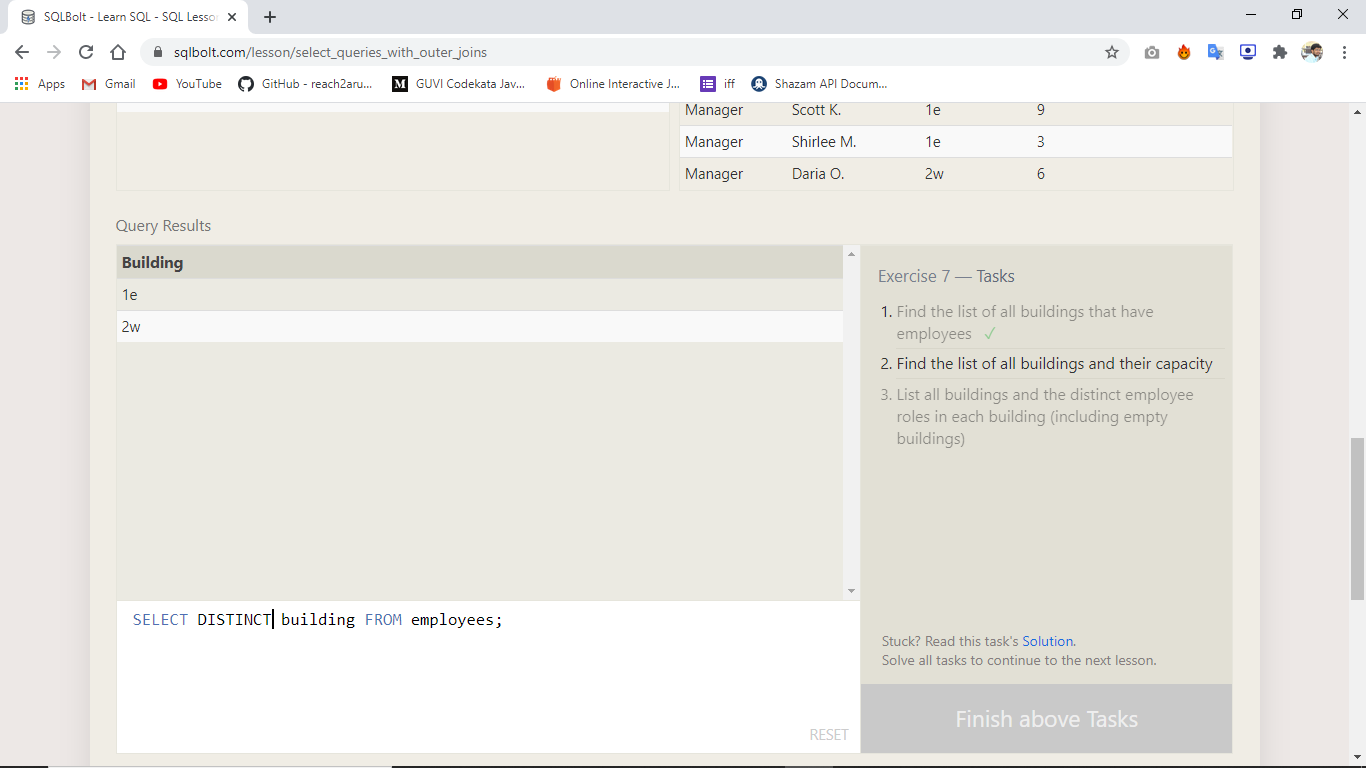 SQLBolt - Learn SQL - SQL Lesso
sqlbolt.com/lesson/select_queries_with_outer_joins
Apps Gmail YouTube GitHub - reach2aru... GUVI Codekata Jav... Online Interactive J... iff Shazam API Docum...
Manager Scott K. 1e 9
Manager Shirlee M. 1e 3
Manager Daria O. 2w 6
Query Results
Building
1e
2w
SELECT DISTINCT building FROM employees;
RESET
Exercise 7 — Tasks
1. Find the list of all buildings that have
employees ✓
2. Find the list of all buildings and their capacity
3. List all buildings and the distinct employee
roles in each building (including empty
buildings)
Stuck? Read this task's Solution.
Solve all tasks to continue to the next lesson.
Finish above Tasks